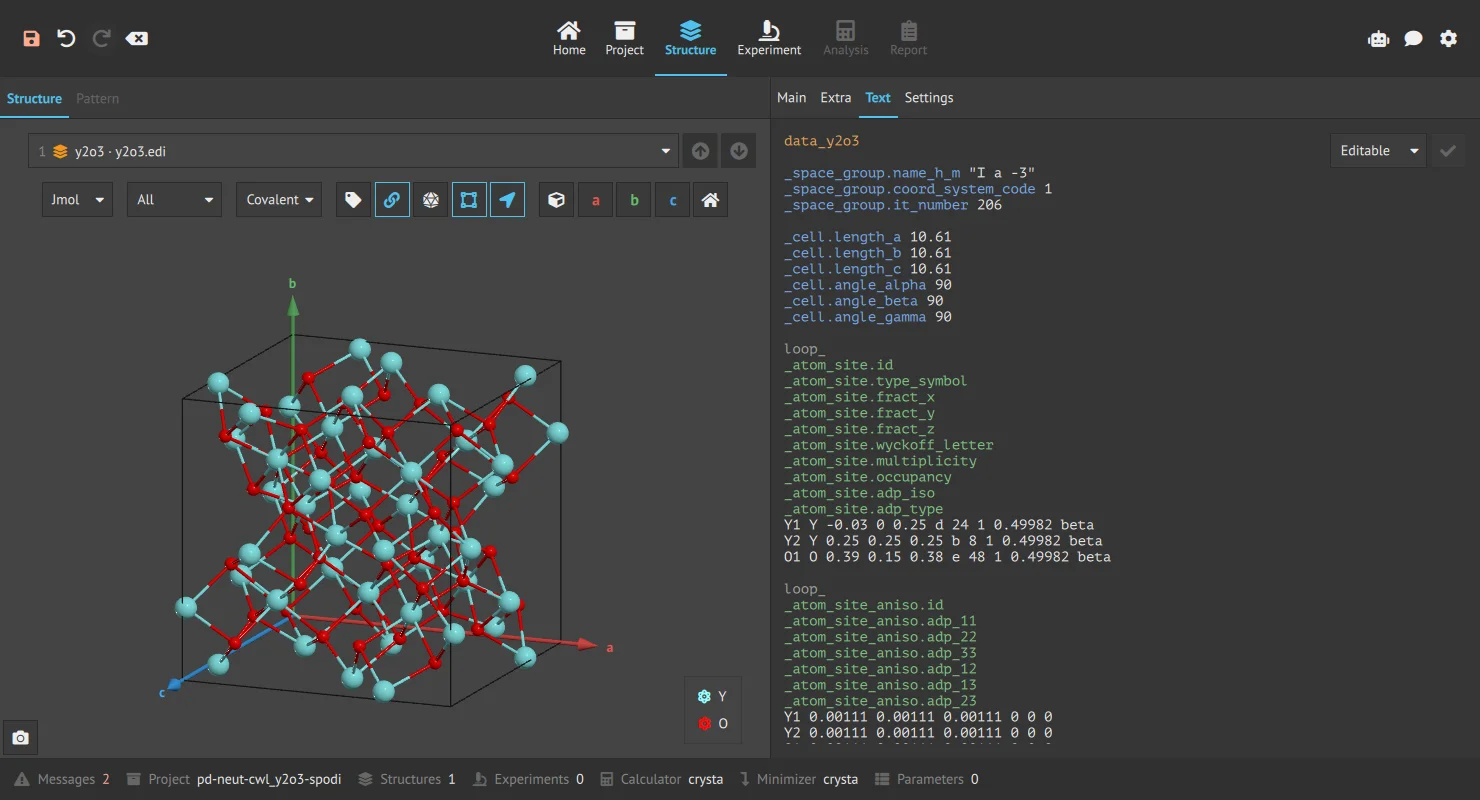 Home Project Structure Experiment Analysis Report
Structure Pattern
Main Extra Text Settings
1 y2o3 · y2o3.edi
Jmol All Covalent a b c
b
a
c
Y
O
data_y2o3
Editable
_space_group.name_h_m "I a -3"
_space_group.coord_system_code 1
_space_group.it_number 206
_cell.length_a 10.61
_cell.length_b 10.61
_cell.length_c 10.61
_cell.angle_alpha 90
_cell.angle_beta 90
_cell.angle_gamma 90
loop_
_atom_site.id
_atom_site.type_symbol
_atom_site.fract_x
_atom_site.fract_y
_atom_site.fract_z
_atom_site.wyckoff_letter
_atom_site.multiplicity
_atom_site.occupancy
_atom_site.adp_iso
_atom_site.adp_type
Y1 Y -0.03 0 0.25 d 24 1 0.49982 beta
Y2 Y 0.25 0.25 0.25 b 8 1 0.49982 beta
O1 O 0.39 0.15 0.38 e 48 1 0.49982 beta
loop_
_atom_site_aniso.id
_atom_site_aniso.adp_11
_atom_site_aniso.adp_22
_atom_site_aniso.adp_33
_atom_site_aniso.adp_12
_atom_site_aniso.adp_13
_atom_site_aniso.adp_23
Y1 0.00111 0.00111 0.00111 0 0 0
Y2 0.00111 0.00111 0.00111 0 0 0
Messages 2 Project pd-neut-cwl_y2o3-spodi Structures 1 Experiments 0 Calculator crysta Minimizer crysta Parameters 0